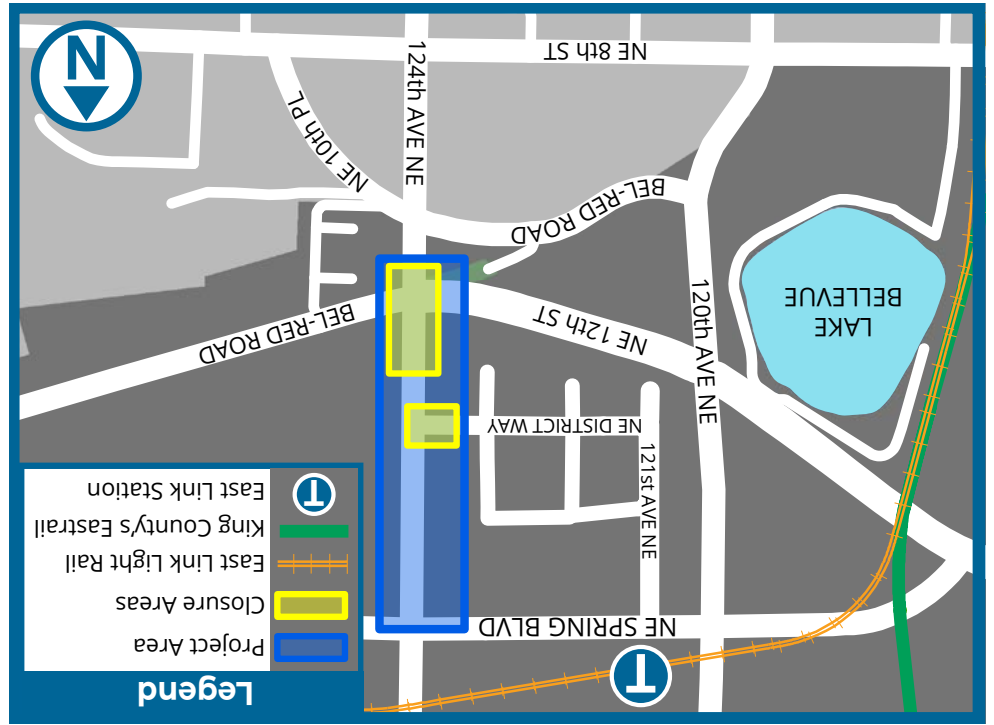 Legend
Project Area
Closure Areas
East Link Light Rail
King County's Eastrail
T
East Link Station
NE SPRING BLVD
121st AVE NE
NE DISTRICT WAY
120th AVE NE
NE 12th ST
BEL-RED ROAD
LAKE
BELLEVUE
BEL-RED ROAD
NE 10th PL
124th AVE NE
NE 8th ST
N
T